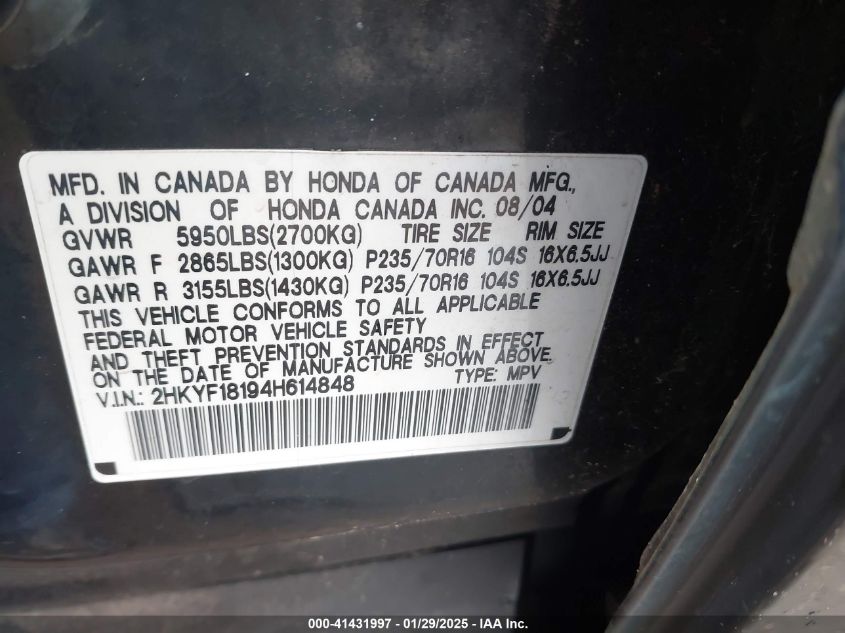 MFD. IN CANADA BY HONDA OF CANADA MFG.,
A DIVISION OF HONDA CANADA INC. 08/04
GVWR 5950LBS(2700KG) TIRE SIZE RIM SIZE
GAWR F 2865LBS(1300KG) P235/70R16 104S 16X6.5JJ
GAWR R 3155LBS(1430KG) P235/70R16 104S 16X6.5JJ
THIS VEHICLE CONFORMS TO ALL APPLICABLE
FEDERAL MOTOR VEHICLE SAFETY
AND THEFT PREVENTION STANDARDS IN EFFECT
ON THE DATE OF MANUFACTURE SHOWN ABOVE.
V.I.N.: 2HKYF18194H614848 TYPE: MPV
000-41431997 - 01/29/2025 - IAA Inc.